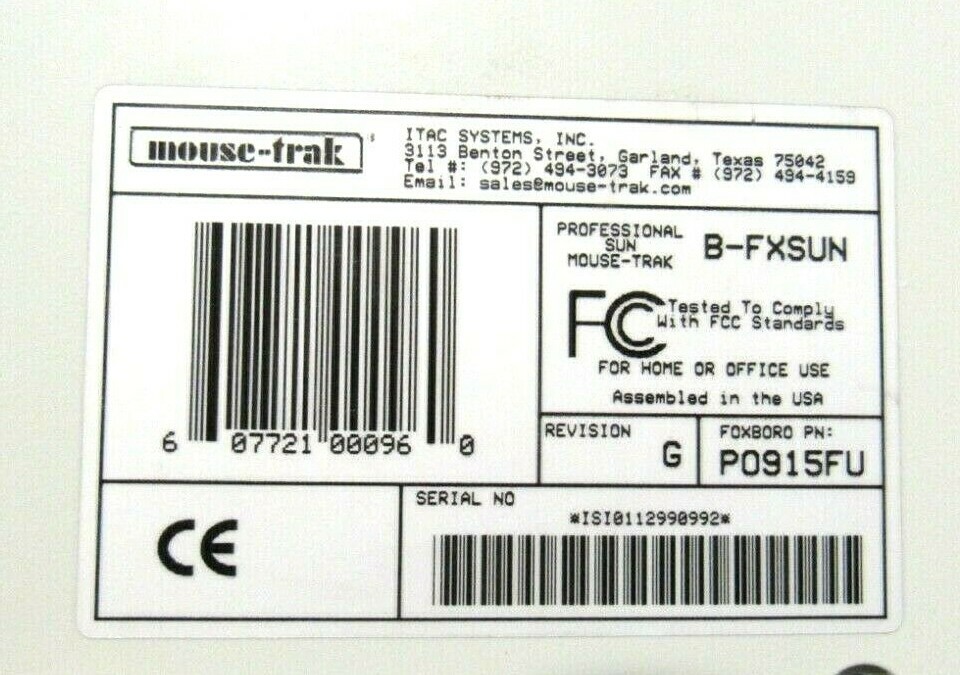 mouse-trak
ITAC SYSTEMS, INC.
3113 Benton Street, Garland, Texas 75042
Tel #: (972) 494-3073 FAX # (972) 494-4159
Email: sales@mouse-trak.com
PROFESSIONAL
SUN
MOUSE-TRAK
B-FXSUN
FC Tested To Comply
With FCC Standards
FOR HOME OR OFFICE USE
Assembled in the USA
6 07721 00096 0
REVISION
G
FOXBORO PN:
P0915FU
CE
SERIAL NO
*ISI0112990992*